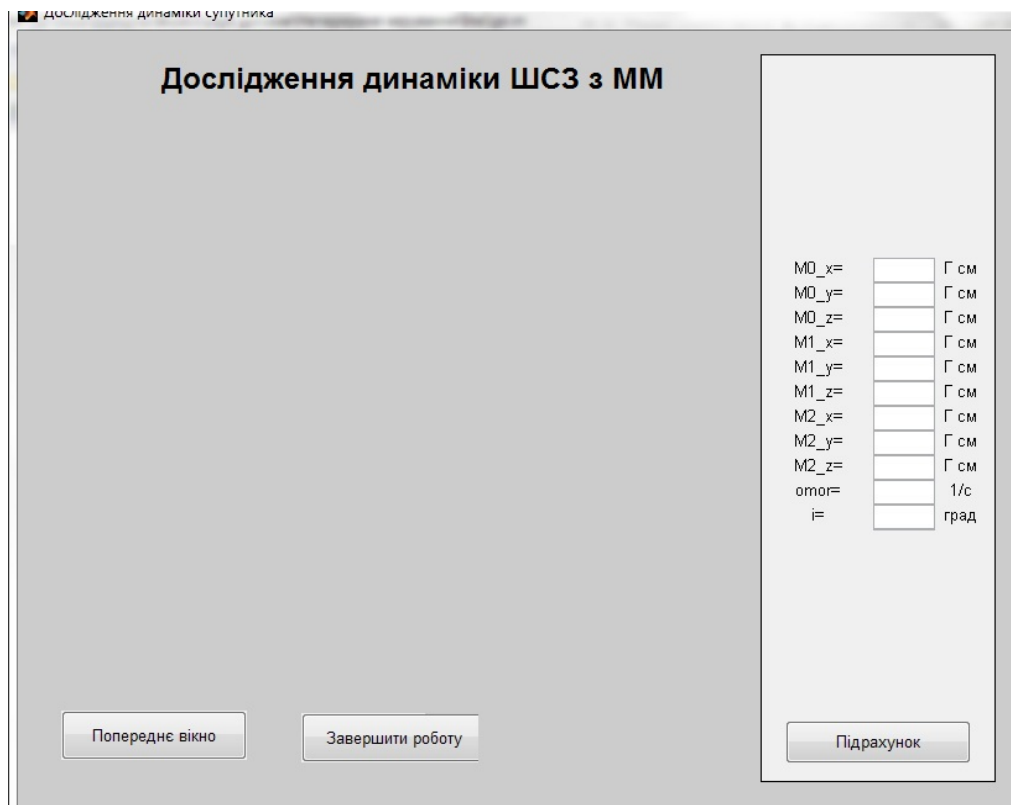 Дослідження динаміки супутника
Дослідження динаміки ШСЗ з ММ
M0_x= Г см
M0_y= Г см
M0_z= Г см
M1_x= Г см
M1_y= Г см
M1_z= Г см
M2_x= Г см
M2_y= Г см
M2_z= Г см
omor= 1/с
i= град
Попереднє вікно
Завершити роботу
Підрахунок